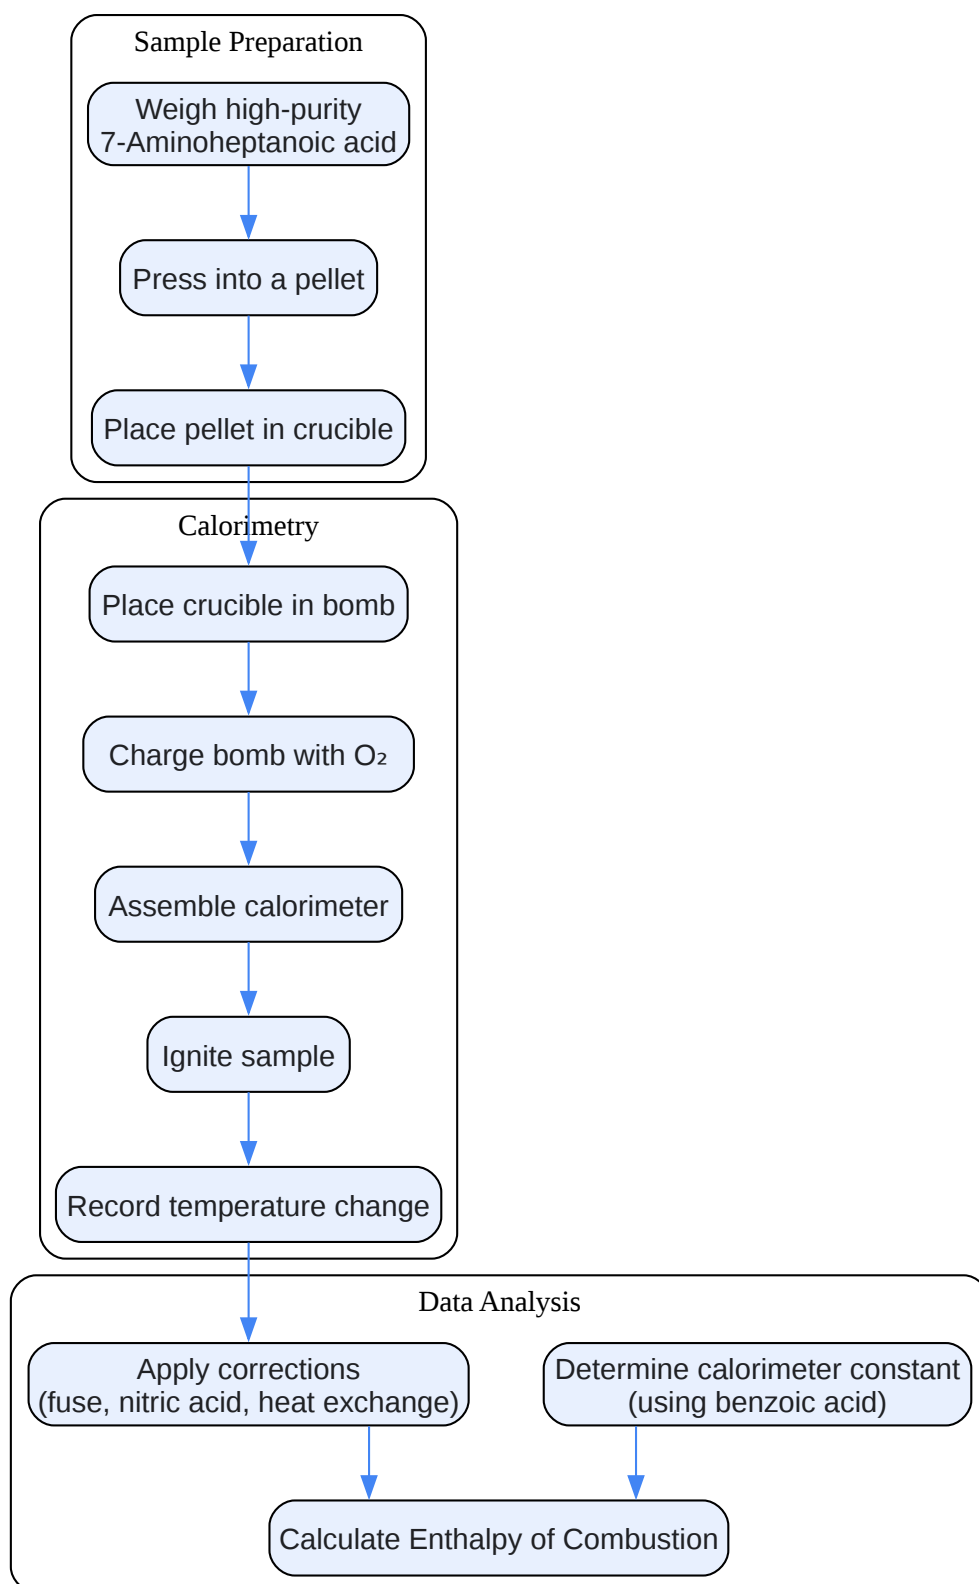 Sample Preparation
Weigh high-purity
7-Aminoheptanoic acid
Press into a pellet
Place pellet in crucible
Calorimetry
Place crucible in bomb
Charge bomb with O₂
Assemble calorimeter
Ignite sample
Record temperature change
Data Analysis
Apply corrections
(fuse, nitric acid, heat exchange)
Determine calorimeter constant
(using benzoic acid)
Calculate Enthalpy of Combustion